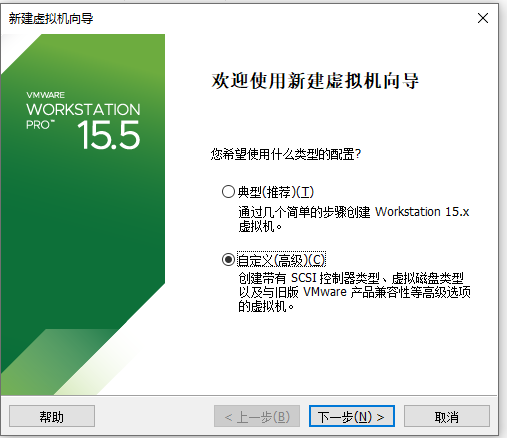 新建虚拟机向导
VMWARE
WORKSTATION
PRO™
15.5
欢迎使用新建虚拟机向导
您希望使用什么类型的配置?
典型(推荐)(T)
通过几个简单的步骤创建 Workstation 15.x
虚拟机。
自定义(高级)(C)
创建带有 SCSI 控制器类型、虚拟磁盘类型
以及与旧版 VMware 产品兼容性等高级选项
的虚拟机。
帮助
< 上一步(B)
下一步(N) >
取消